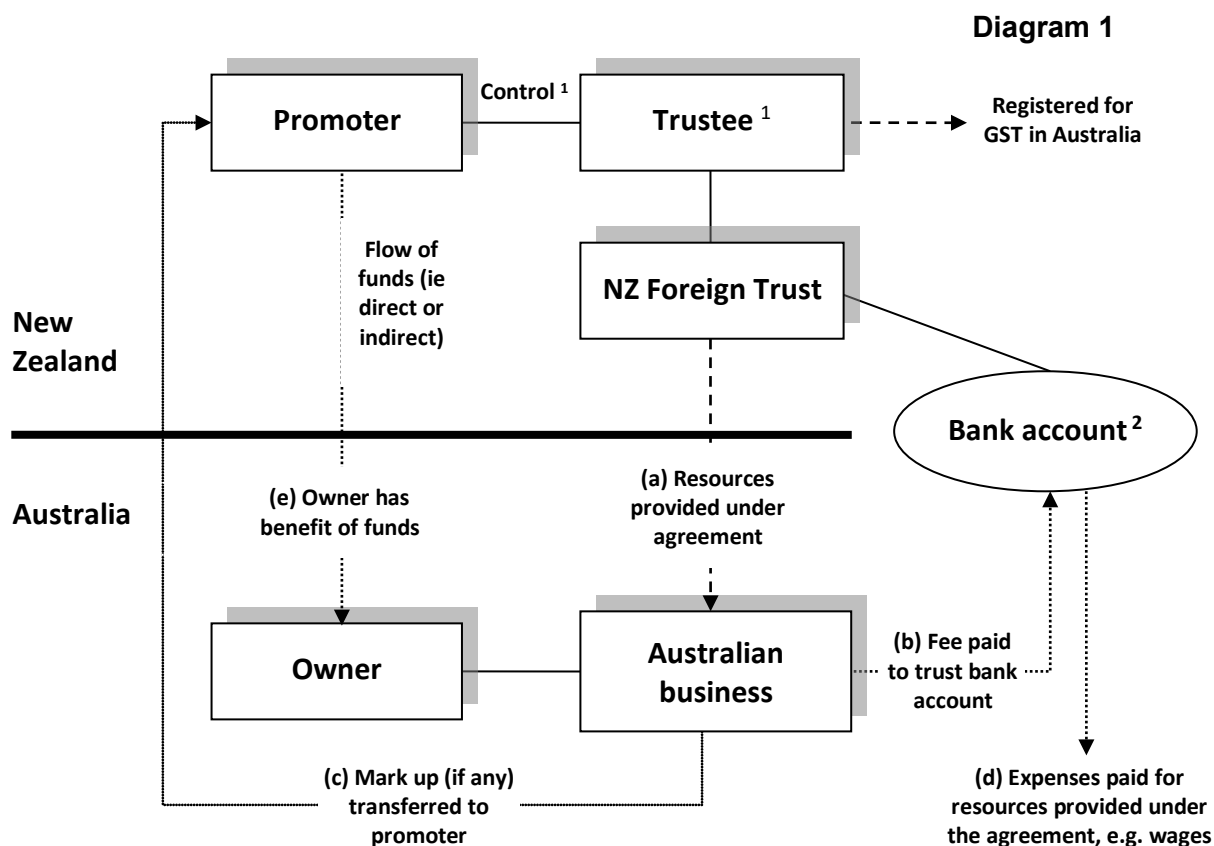 Diagram 1
Promoter
Control ¹
Trustee ¹
Registered for
GST in Australia
Flow of
funds (ie
direct or
indirect)
NZ Foreign Trust
New
Zealand
Bank account ²
Australia
(e) Owner has
benefit of funds
(a) Resources
provided under
agreement
Owner
Australian
business
(b) Fee paid
to trust bank
account
(c) Mark up (if any)
transferred to
promoter
(d) Expenses paid for
resources provided under
the agreement, e.g. wages